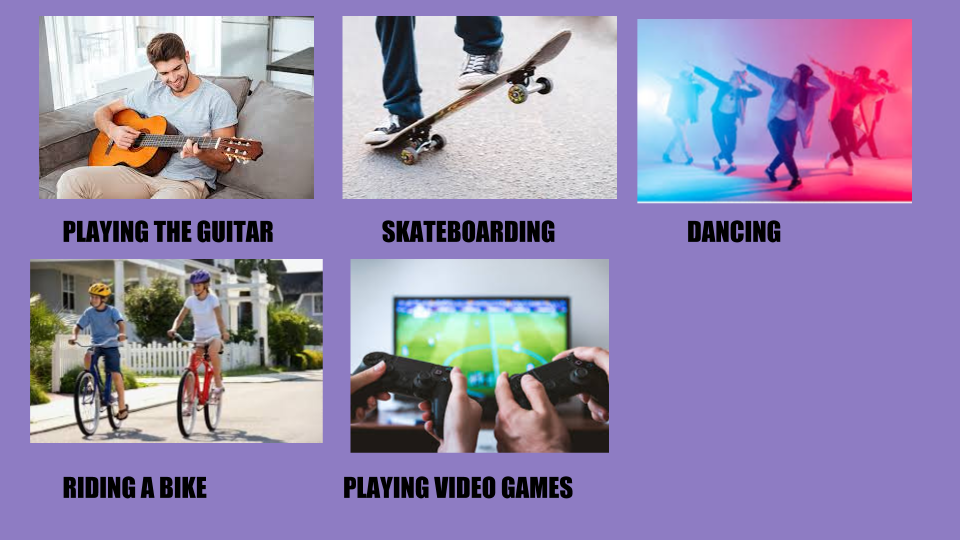 PLAYING THE GUITAR
SKATEBOARDING
DANCING
RIDING A BIKE
PLAYING VIDEO GAMES